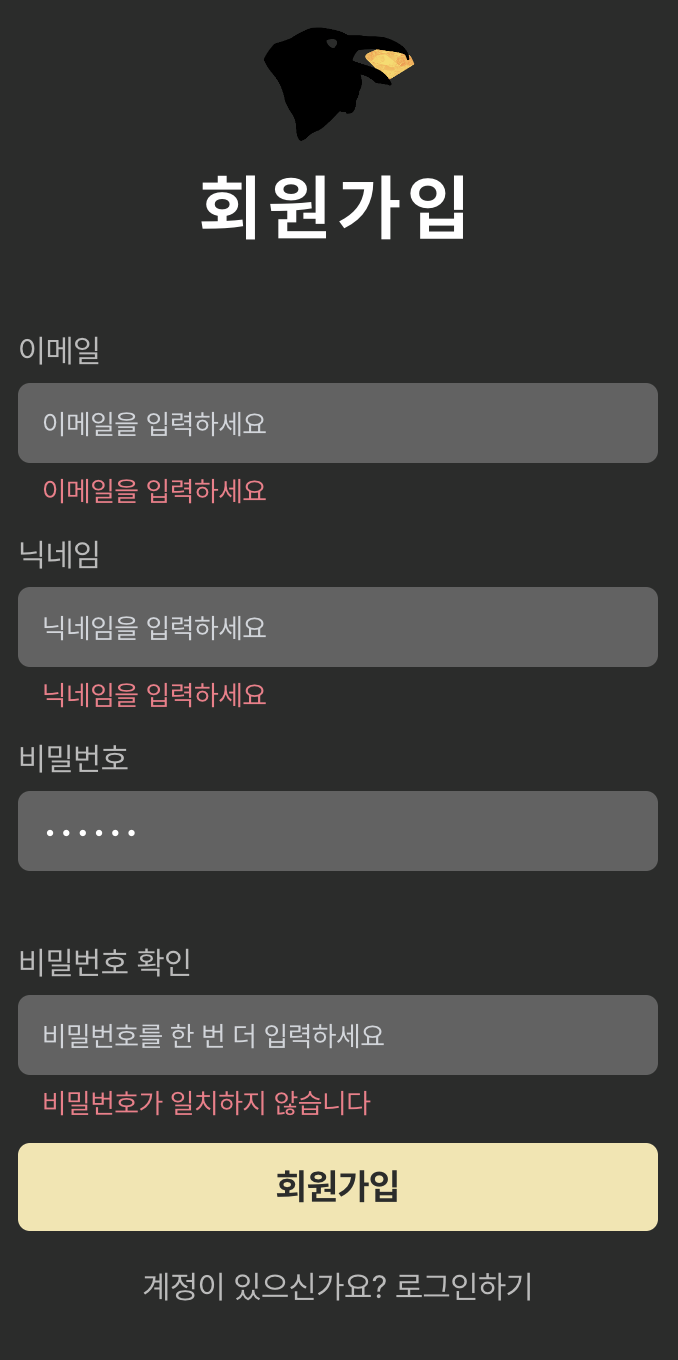 회원가입
이메일
이메일을 입력하세요
이메일을 입력하세요
닉네임
닉네임을 입력하세요
닉네임을 입력하세요
비밀번호
••••••
비밀번호 확인
비밀번호를 한 번 더 입력하세요
비밀번호가 일치하지 않습니다
회원가입
계정이 있으신가요? 로그인하기